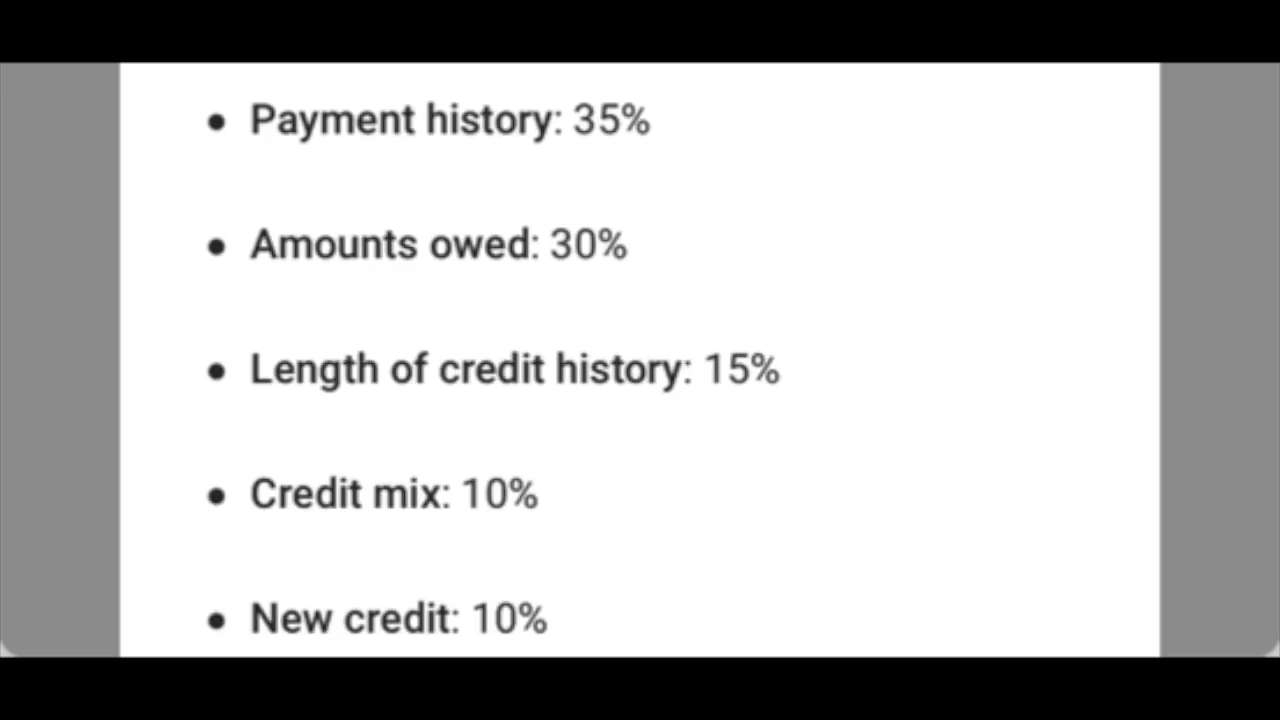 • Payment history: 35%
• Amounts owed: 30%
• Length of credit history: 15%
• Credit mix: 10%
• New credit: 10%